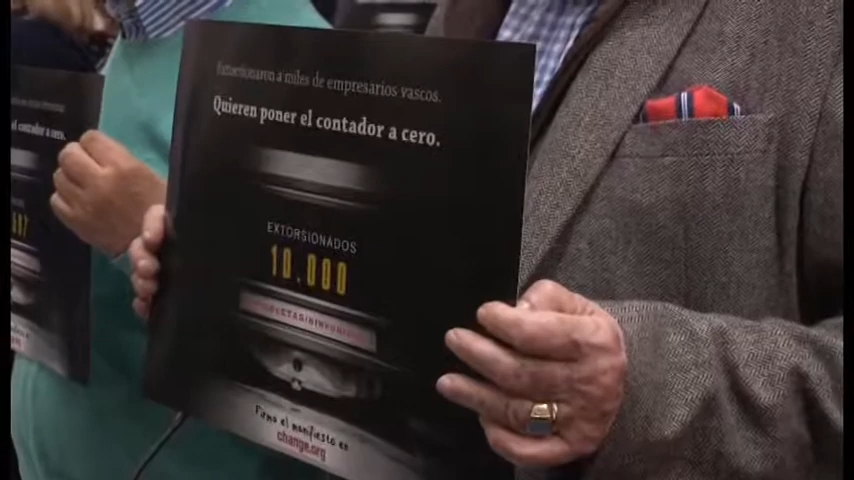 Extorsionaron a miles de empresarios vascos.
Quieren poner el contador a cero.
EXTORSIONADOS
10.000
Firma el manifiesto en
change.org
el contador a cero.